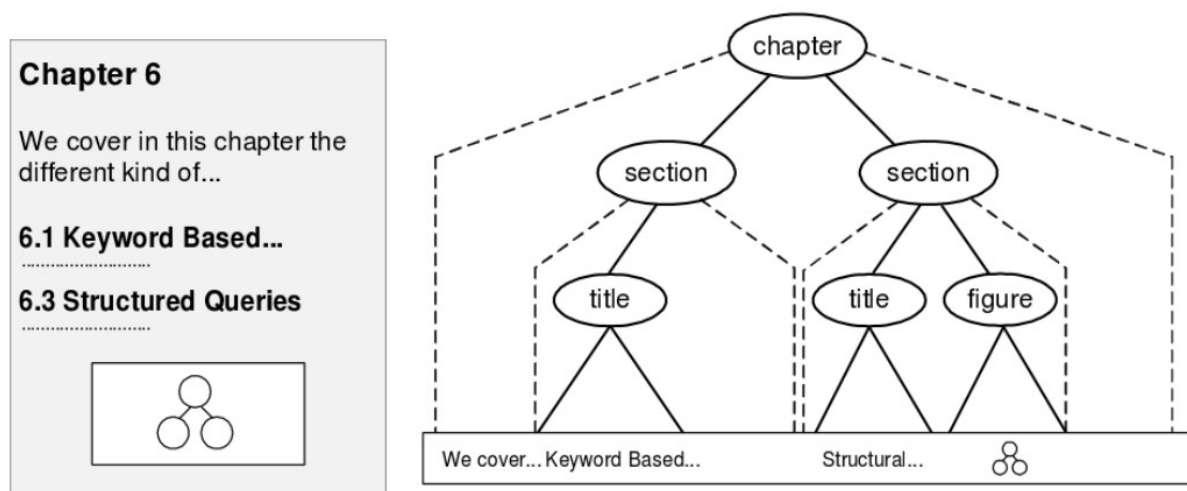 Chapter 6
We cover in this chapter the
different kind of...
6.1 Keyword Based...
6.3 Structured Queries
chapter
section section
title title figure
We cover... Keyword Based... Structural...